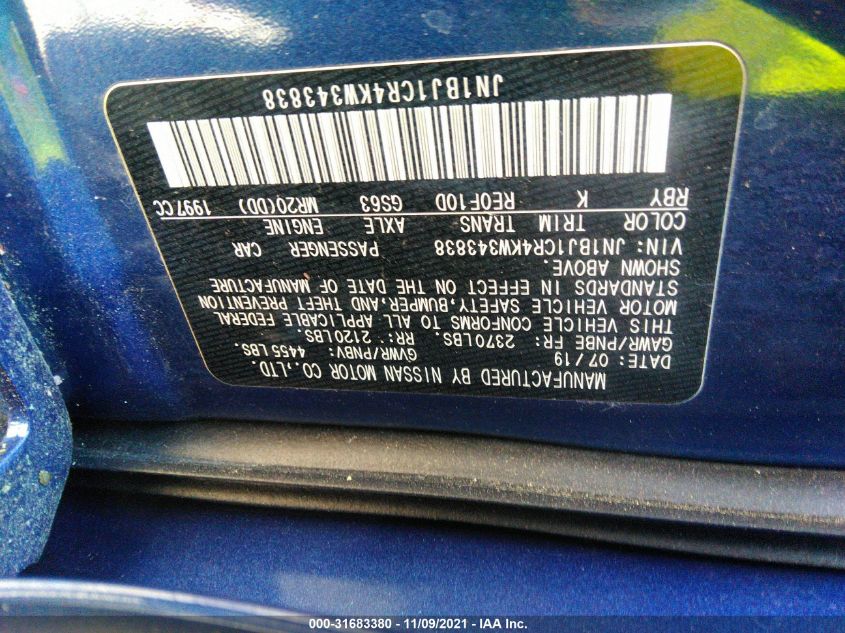 MANUFACTURED BY NISSAN MOTOR CO.,LTD.
DATE: 07/19 GVWR/PNBV: 4455 LBS.
GAWR/PNBE FR: 2370LBS. RR: 2120LBS.
THIS VEHICLE CONFORMS TO ALL APPLICABLE FEDERAL
MOTOR VEHICLE SAFETY,BUMPER,AND THEFT PREVENTION
STANDARDS IN EFFECT ON THE DATE OF MANUFACTURE
SHOWN ABOVE.
VIN: JN1BJ1CR4KW343838 PASSENGER CAR
COLOR TRIM TRANS AXLE ENGINE
RBY K RE0F10D GS63 MR20(DD) 1997CC
JN1BJ1CR4KW343838
000-31683380 - 11/09/2021 - IAA Inc.